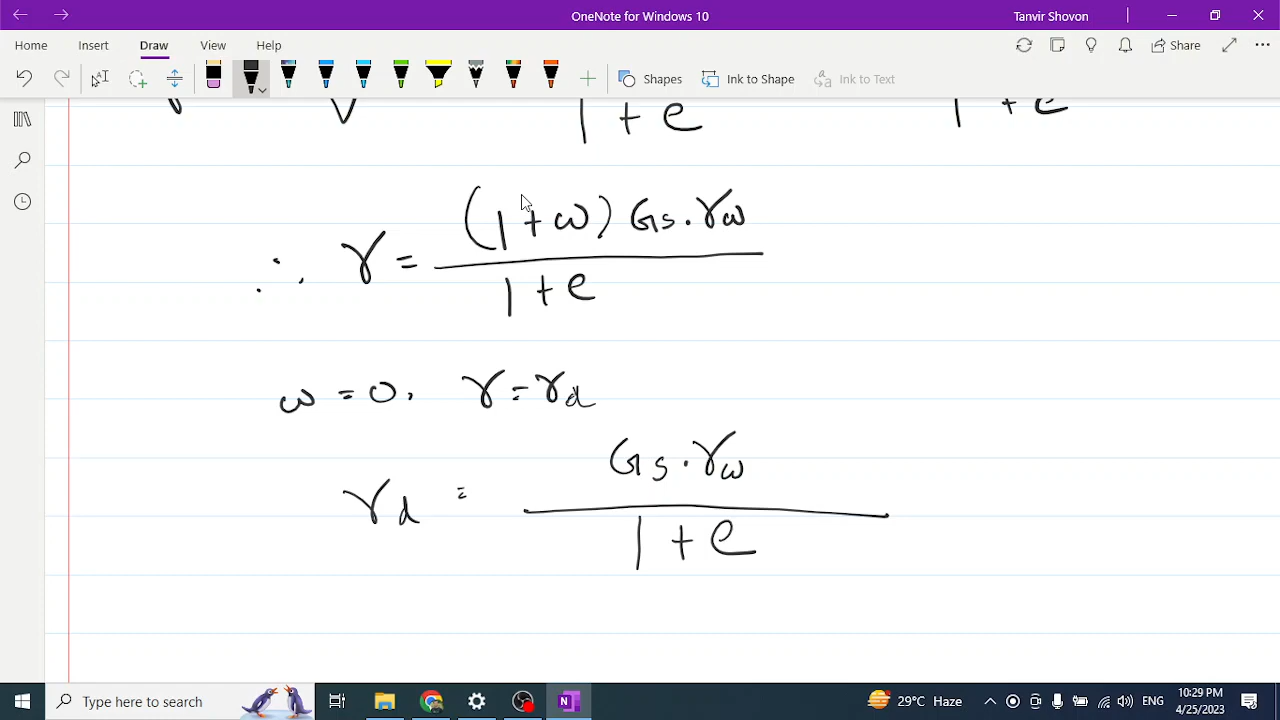 OneNote for Windows 10
Tanvir Shovon
Home Insert Draw View Help
Share
Shapes
Ink to Shape
Ink to Text
1 + e
1 + e
∴ γ = (1+ω) Gs.γω
1 + e
ω = 0, γ = γd
γd = Gs.γω
1 + e
Type here to search
29°C Haze
ENG
10:29 PM
4/25/2023